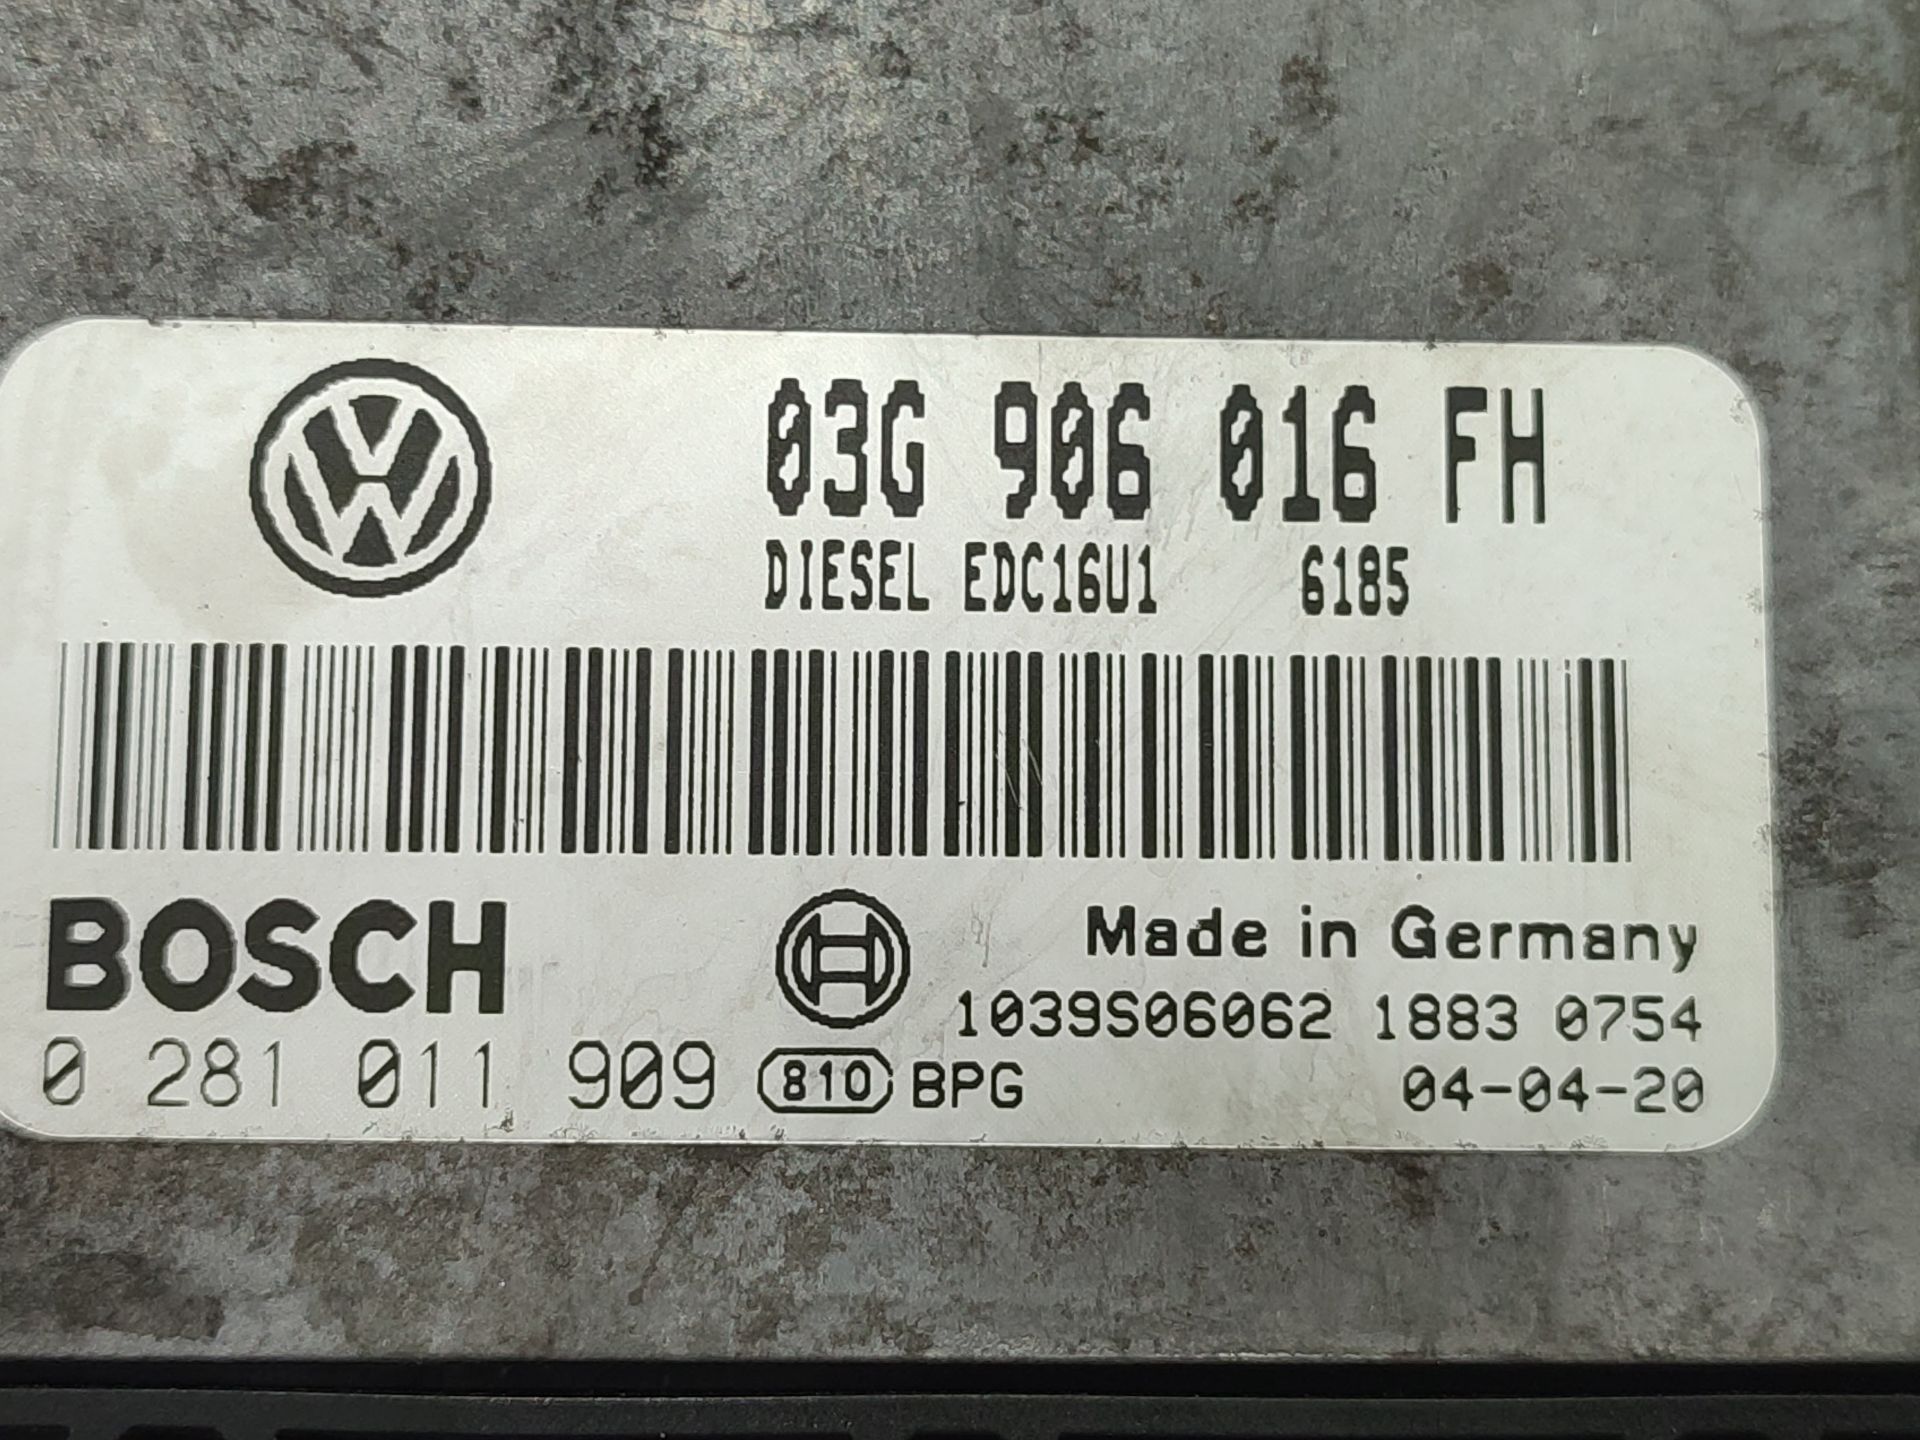 03G 906 016 FH
DIESEL EDC16U1 6185
BOSCH
Made in Germany
1039S06062 1883 0754
0 281 011 909 810 BPG 04-04-20